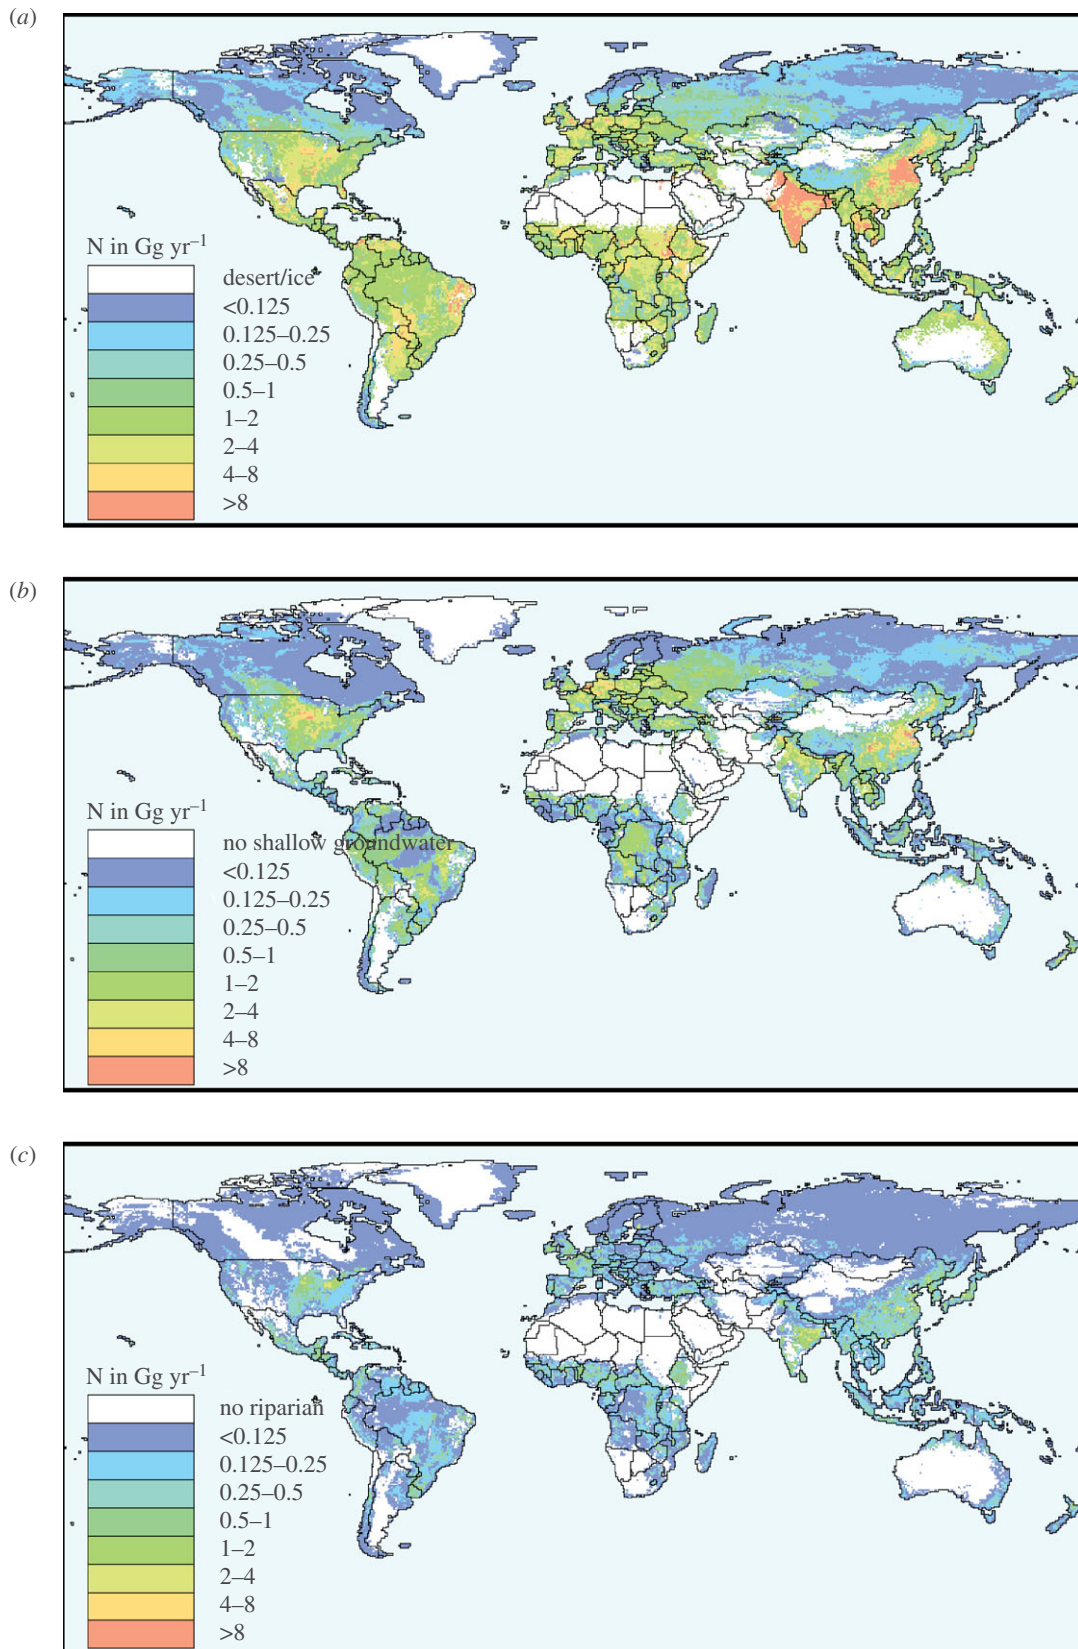 (a)
N in Gg yr⁻¹
desert/ice
<0.125
0.125–0.25
0.25–0.5
0.5–1
1–2
2–4
4–8
>8
(b)
N in Gg yr⁻¹
no shallow groundwater
<0.125
0.125–0.25
0.25–0.5
0.5–1
1–2
2–4
4–8
>8
(c)
N in Gg yr⁻¹
no riparian
<0.125
0.125–0.25
0.25–0.5
0.5–1
1–2
2–4
4–8
>8